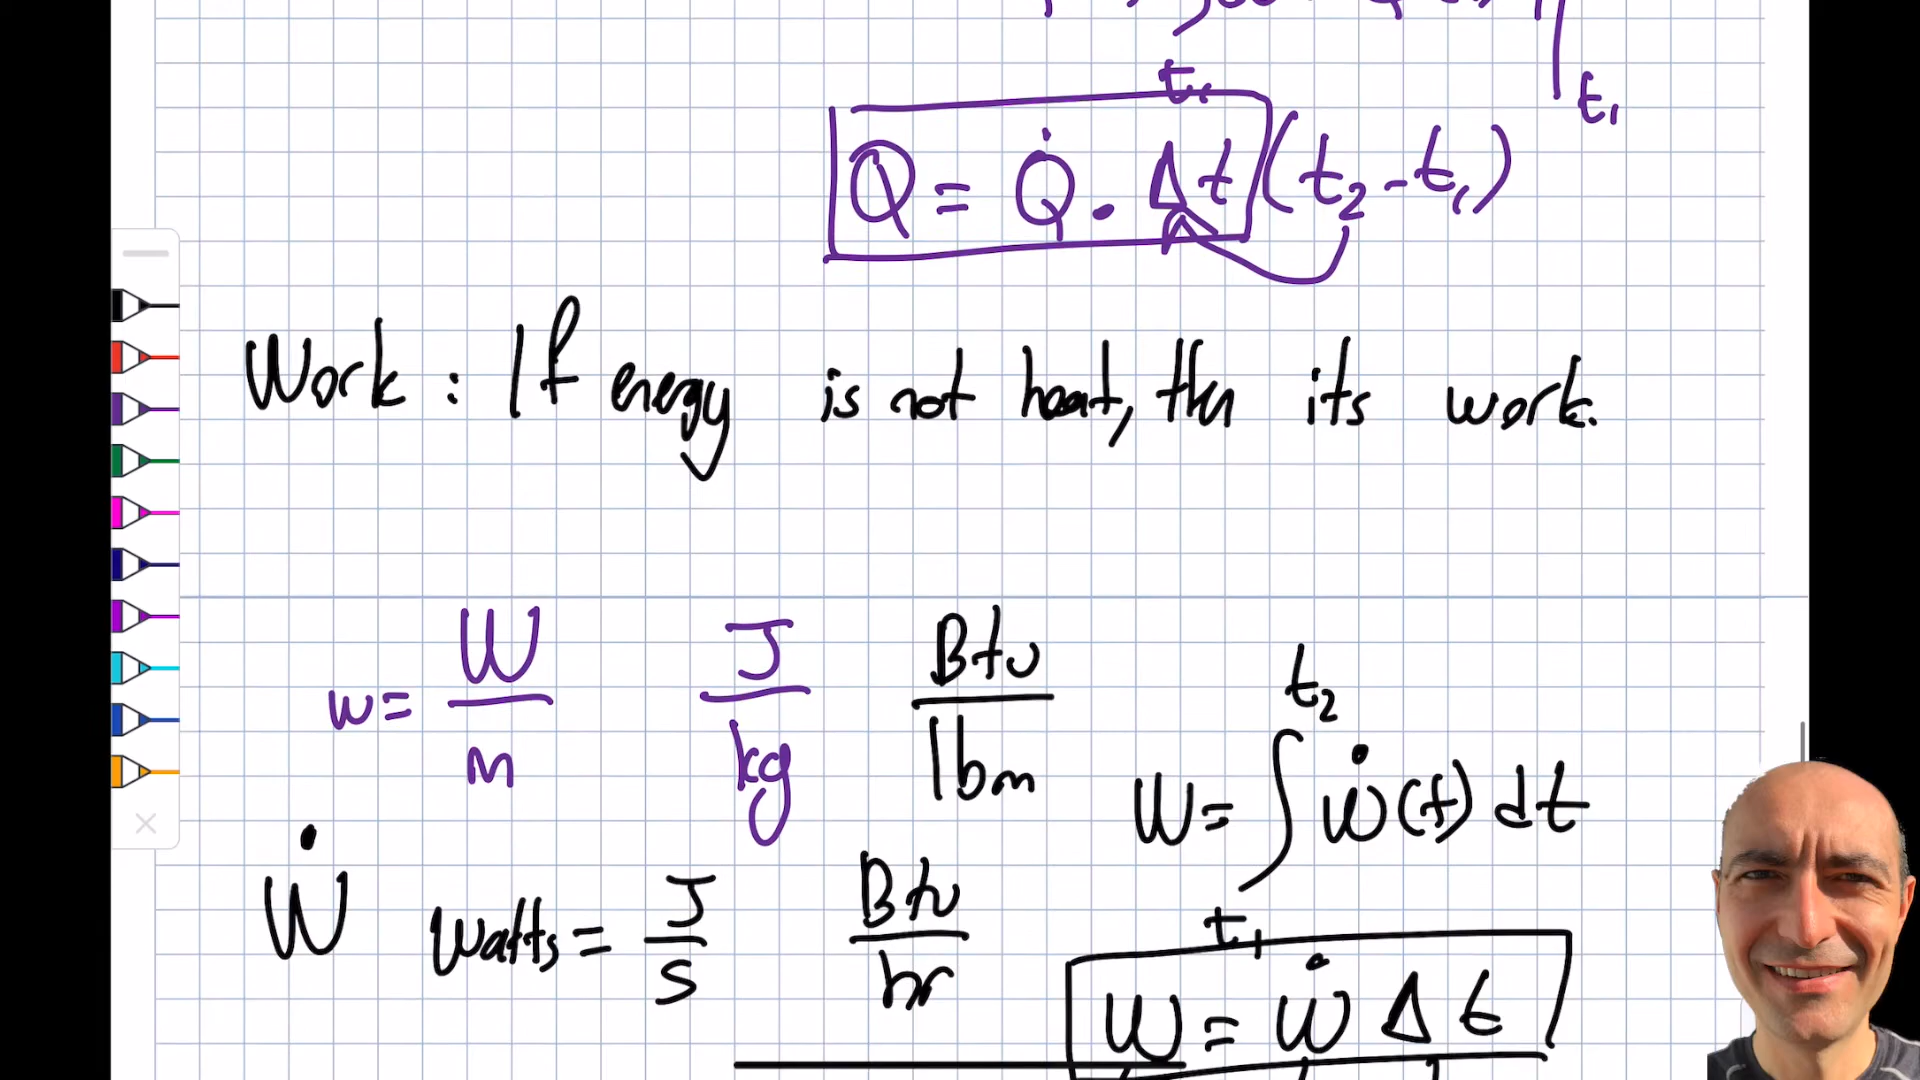 t₁
t₁
Q = Q̇ · Δt (t₂ - t₁)
Work : If energy is not heat, then its work.
w = W/m J/kg Btu/lbm
W = ∫ t₂ t₁ Ẇ(t) dt
Ẇ Watts = J/s Btu/hr
W = Ẇ Δt